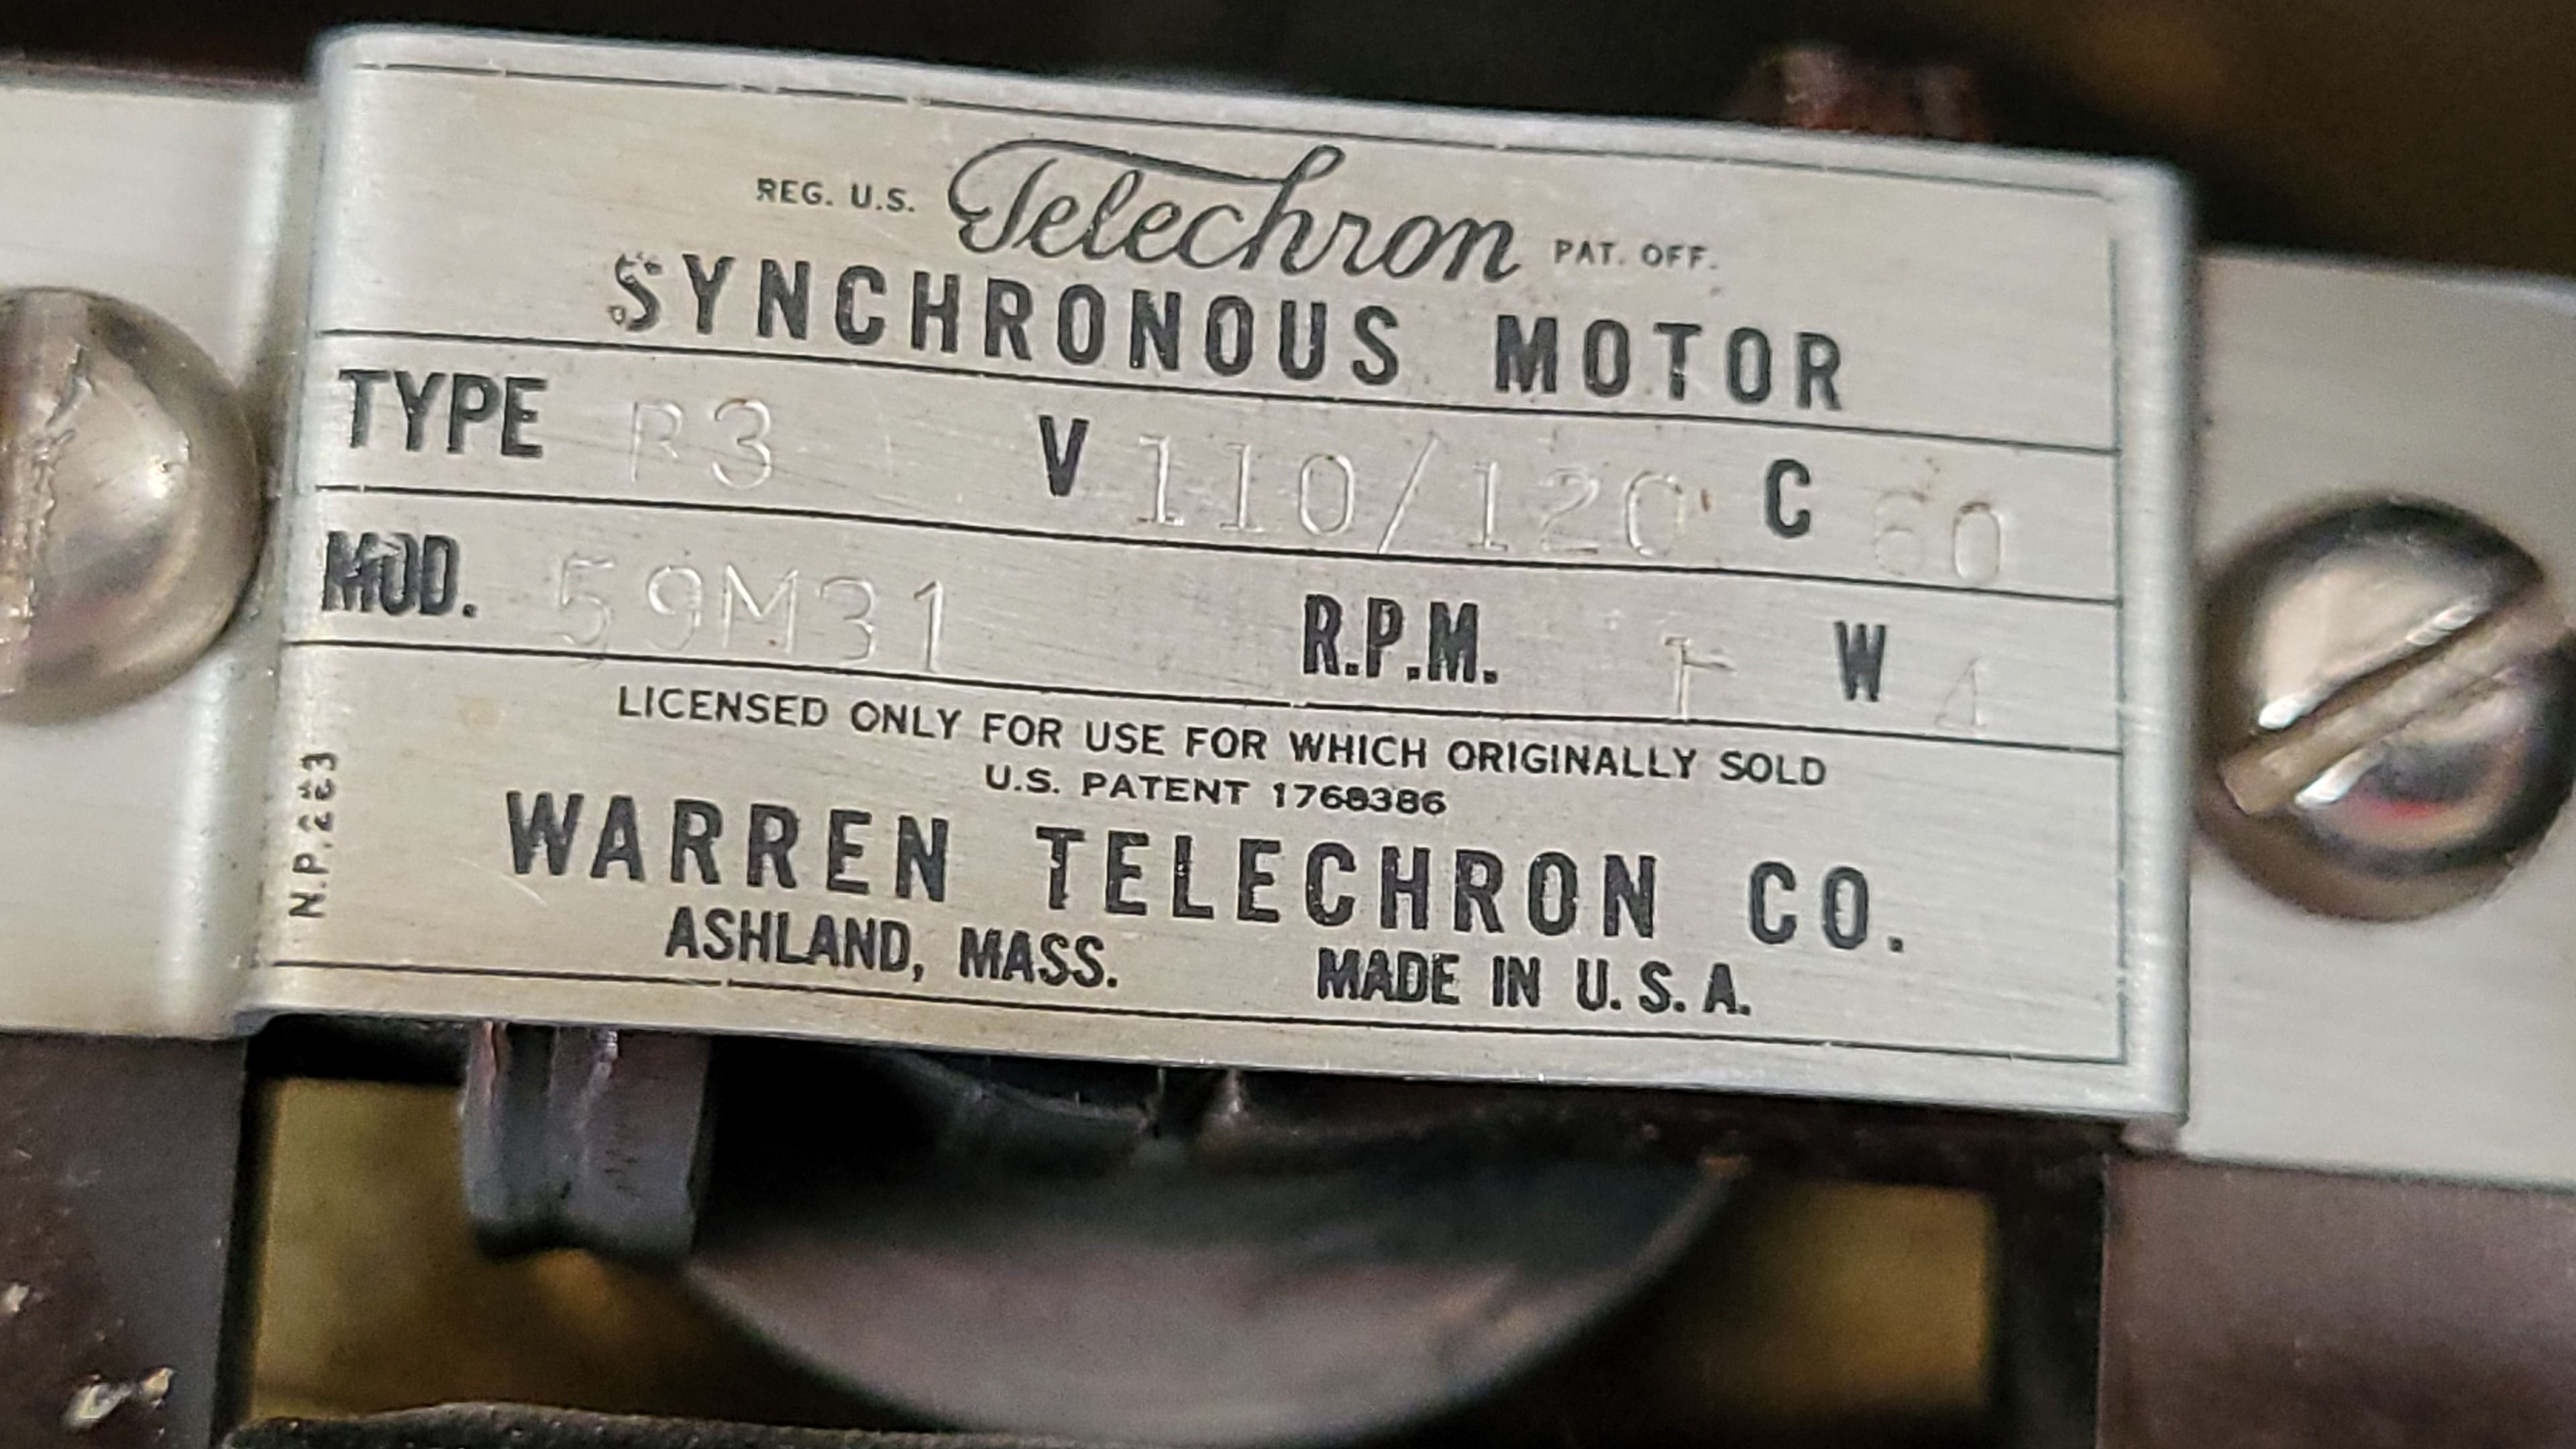 REG. U.S. Telechron PAT. OFF.
SYNCHRONOUS MOTOR
TYPE B3 V 110/120 C 60
MOD. 59M31 R.P.M. W 4
LICENSED ONLY FOR USE FOR WHICH ORIGINALLY SOLD
U.S. PATENT 1768386
WARREN TELECHRON CO.
ASHLAND, MASS. MADE IN U.S.A.